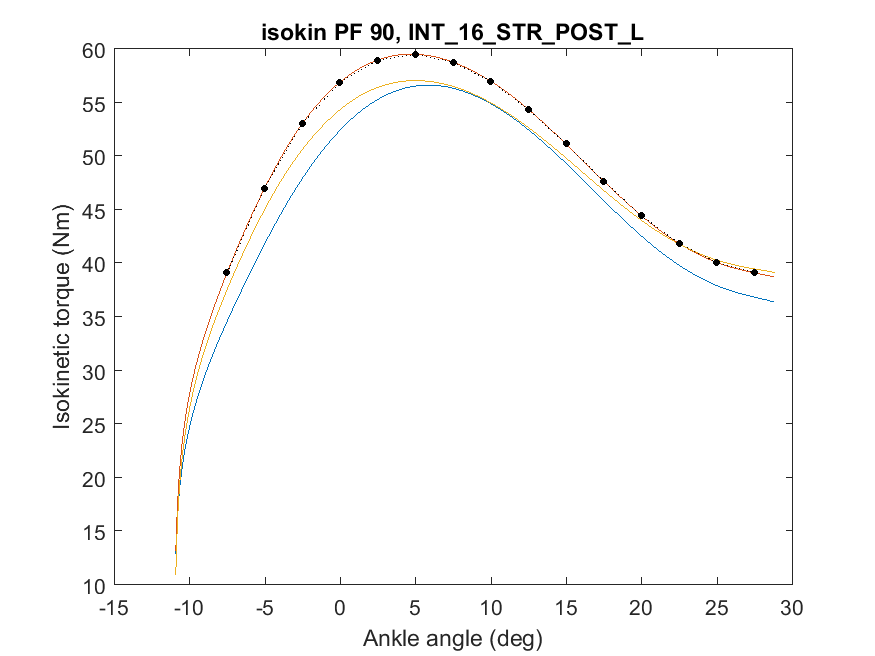 isokin PF 90, INT_16_STR_POST_L
60
55
50
45
40
35
30
25
20
15
10
Isokinetic torque (Nm)
-15 -10 -5 0 5 10 15 20 25 30
Ankle angle (deg)